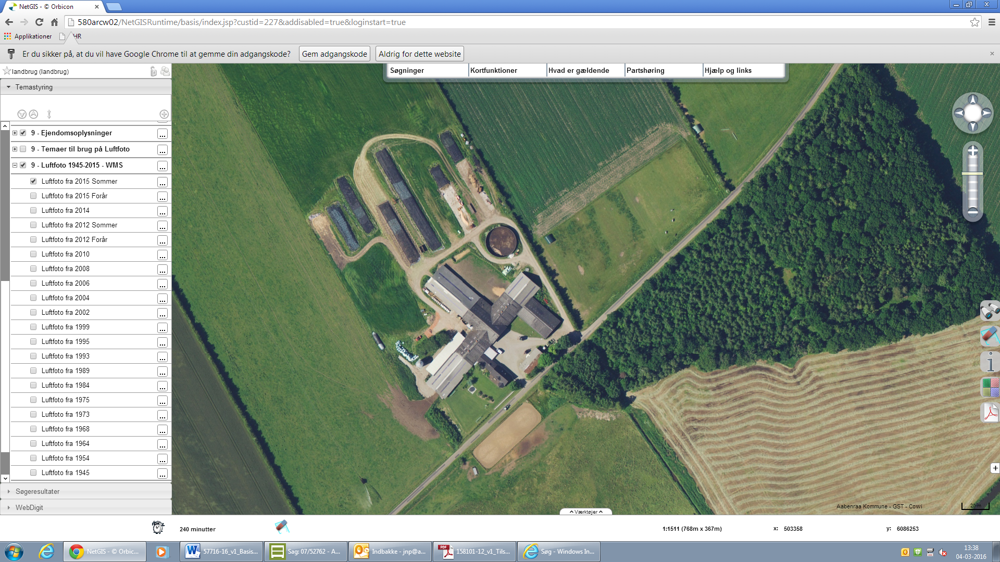 NetGIS - © Orbicon
580arcw02/NetGISRuntime/basis/index.jsp?custid=227&addisabled=true&loginstart=true
Applikationer HR
Er du sikker på, at du vil have Google Chrome til at gemme din adgangskode? Gem adgangskode Aldrig for dette website
landbrug (landbrug)
Søgninger Kortfunktioner Hvad er gældende Partshøring Hjælp og links
Temastyring
9 - Ejendomsoplysninger ...
9 - Temaer til brug på Luftfoto ...
9 - Luftfoto 1945-2015 - WMS ...
Luftfoto fra 2015 Sommer ...
Luftfoto fra 2015 Forår ...
Luftfoto fra 2014 ...
Luftfoto fra 2012 Sommer ...
Luftfoto fra 2012 Forår ...
Luftfoto fra 2010 ...
Luftfoto fra 2008 ...
Luftfoto fra 2006 ...
Luftfoto fra 2004 ...
Luftfoto fra 2002 ...
Luftfoto fra 1999 ...
Luftfoto fra 1995 ...
Luftfoto fra 1993 ...
Luftfoto fra 1989 ...
Luftfoto fra 1984 ...
Luftfoto fra 1975 ...
Luftfoto fra 1973 ...
Luftfoto fra 1968 ...
Luftfoto fra 1964 ...
Luftfoto fra 1954 ...
Luftfoto fra 1945 ...
Søgeresultater
WebDigit
Aabenraa Kommune - GST - Cowi
20 m
Værktøjer
240 minutter
1:1511 (768m x 367m) x: 503358 y: 6086253
NetGIS - © Orbic... 57716-16_v1_Basis... Sag: 07/52762 - A... Indbakke - jnp@a... PDF 158101-12_v1_Tils... Søg - Windows In...
13:38
04-03-2016